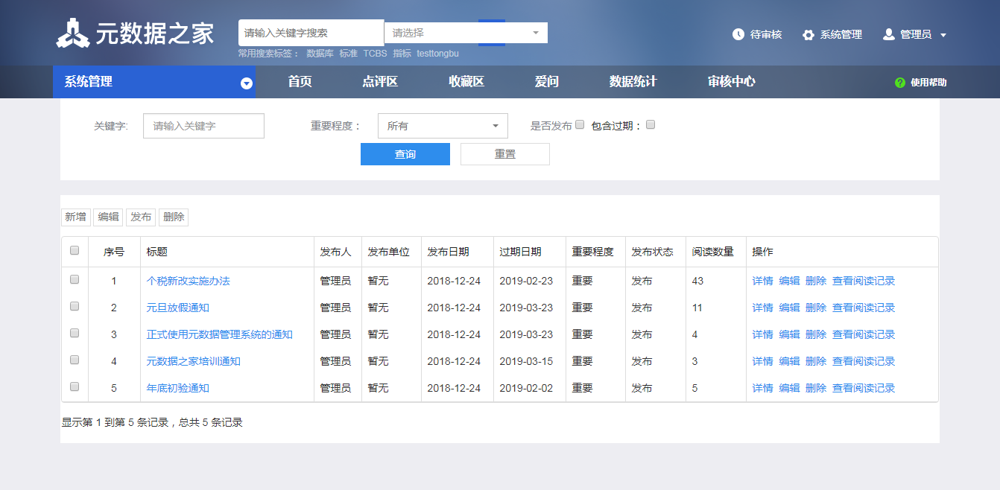 元数据之家 请输入关键字搜索 请选择 待审核 系统管理 管理员
常用搜索标签： 数据库 标准 TCBS 指标 testtongbu
系统管理 首页 点评区 收藏区 爱问 数据统计 审核中心 ? 使用帮助
关键字: 请输入关键字 重要程度： 所有 是否发布 包含过期：
查询 重置
新增 编辑 发布 删除
序号 标题 发布人 发布单位 发布日期 过期日期 重要程度 发布状态 阅读数量 操作
1 个税新改实施办法 管理员 暂无 2018-12-24 2019-02-23 重要 发布 43 详情 编辑 删除 查看阅读记录
2 元旦放假通知 管理员 暂无 2018-12-24 2019-03-23 重要 发布 11 详情 编辑 删除 查看阅读记录
3 正式使用元数据管理系统的通知 管理员 暂无 2018-12-24 2019-03-23 重要 发布 4 详情 编辑 删除 查看阅读记录
4 元数据之家培训通知 管理员 暂无 2018-12-24 2019-03-15 重要 发布 3 详情 编辑 删除 查看阅读记录
5 年底初验通知 管理员 暂无 2018-12-24 2019-02-02 重要 发布 5 详情 编辑 删除 查看阅读记录
显示第 1 到第 5 条记录，总共 5 条记录